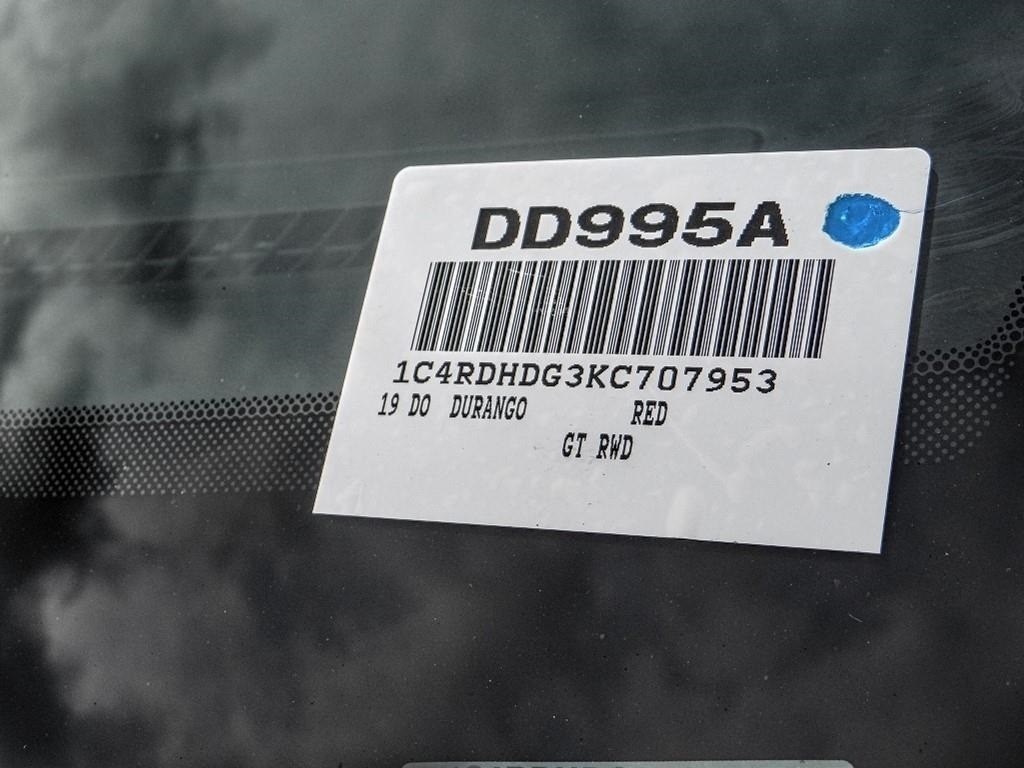 DD995A
1C4RDHDG3KC707953
19 DO DURANGO RED
GT RWD